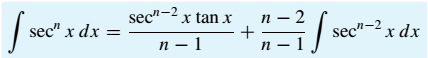 ∫ secⁿ x dx = (secⁿ⁻² x tan x)/(n − 1) + (n − 2)/(n − 1) ∫ secⁿ⁻² x dx